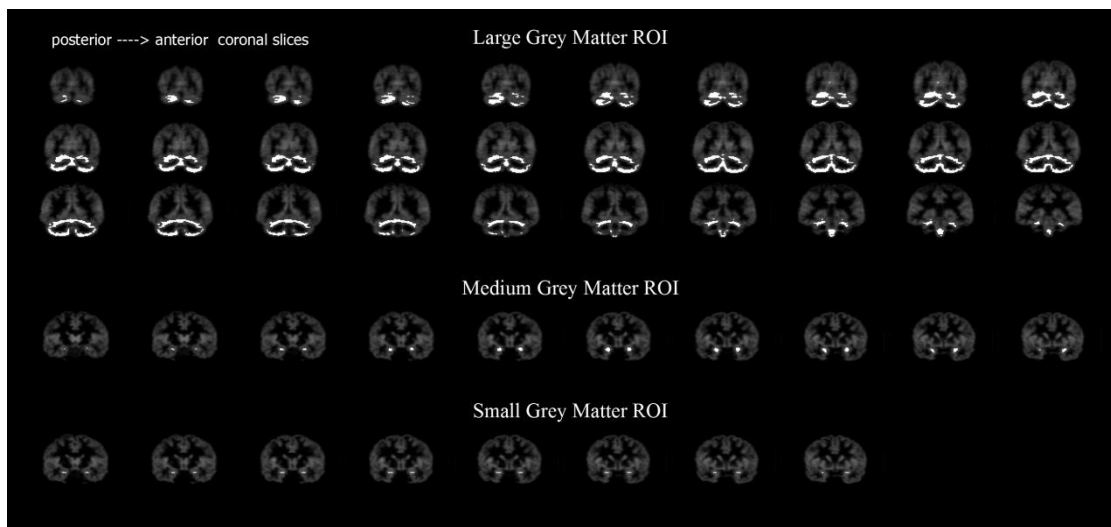 posterior ----> anterior coronal slices
Large Grey Matter ROI
Medium Grey Matter ROI
Small Grey Matter ROI